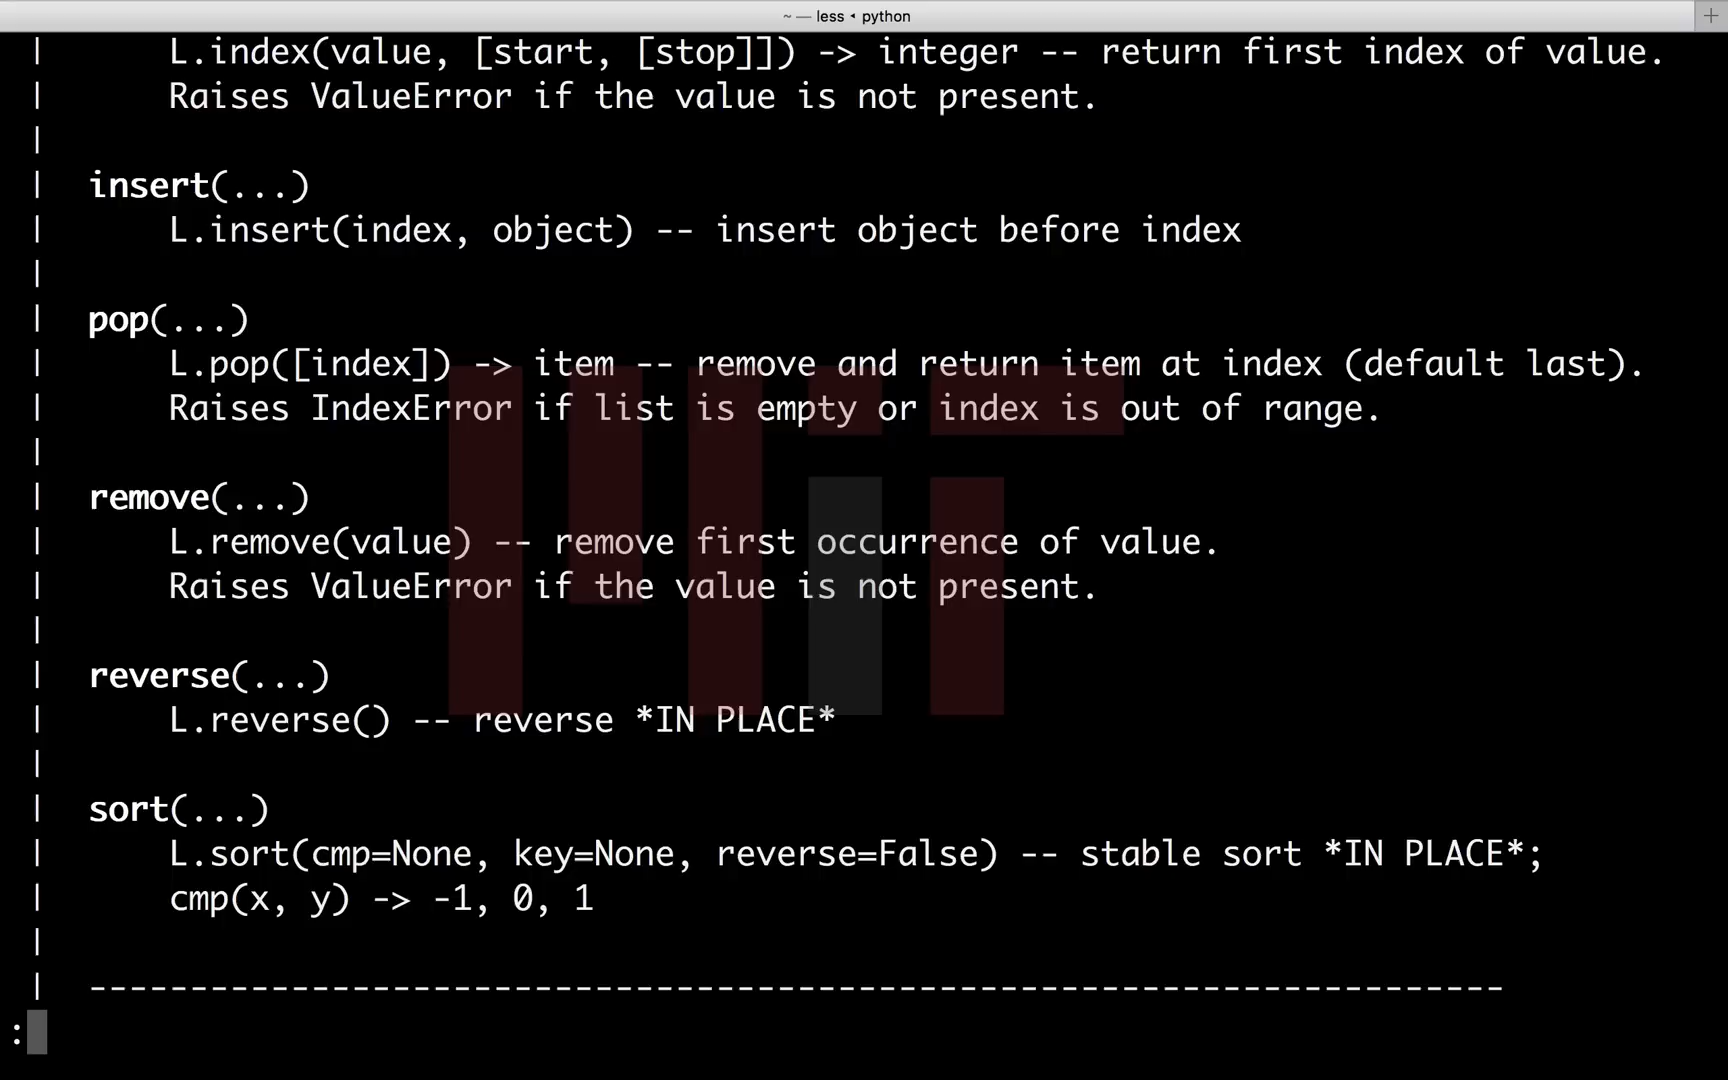 ~ — less ◂ python
| L.index(value, [start, [stop]]) -> integer -- return first index of value.
| Raises ValueError if the value is not present.
|
| insert(...)
| L.insert(index, object) -- insert object before index
|
| pop(...)
| L.pop([index]) -> item -- remove and return item at index (default last).
| Raises IndexError if list is empty or index is out of range.
|
| remove(...)
| L.remove(value) -- remove first occurrence of value.
| Raises ValueError if the value is not present.
|
| reverse(...)
| L.reverse() -- reverse *IN PLACE*
|
| sort(...)
| L.sort(cmp=None, key=None, reverse=False) -- stable sort *IN PLACE*;
| cmp(x, y) -> -1, 0, 1
|
| ----------------------------------------------------------------------
: